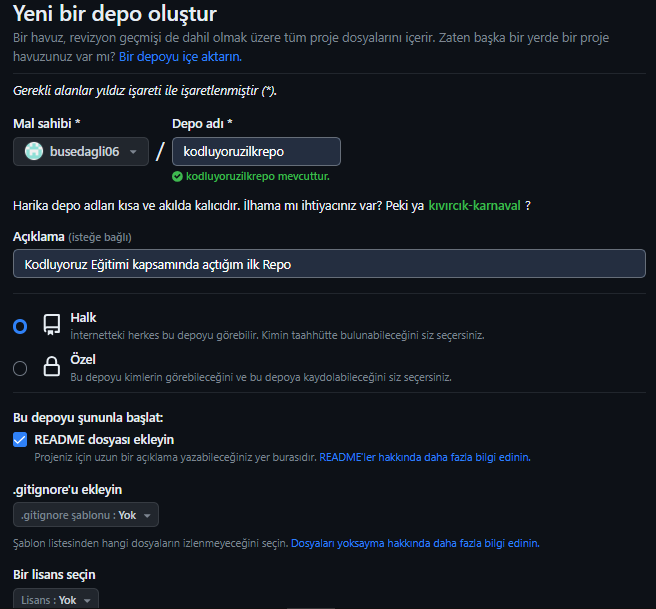 Yeni bir depo oluştur
Bir havuz, revizyon geçmişi de dahil olmak üzere tüm proje dosyalarını içerir. Zaten başka bir yerde bir proje
havuzunuz var mı? Bir depoyu içe aktarın.
Gerekli alanlar yıldız işareti ile işaretlenmiştir (*).
Mal sahibi * Depo adı *
busedagli06 / kodluyoruzilkrepo
kodluyoruzilkrepo mevcuttur.
Harika depo adları kısa ve akılda kalıcıdır. İlhama mı ihtiyacınız var? Peki ya kıvırcık-karnaval ?
Açıklama (isteğe bağlı)
Kodluyoruz Eğitimi kapsamında açtığım ilk Repo
Halk
İnternetteki herkes bu depoyu görebilir. Kimin taahhütte bulunabileceğini siz seçersiniz.
Özel
Bu depoyu kimlerin görebileceğini ve bu depoya kaydolabileceğini siz seçersiniz.
Bu depoyu şununla başlat:
README dosyası ekleyin
Projeniz için uzun bir açıklama yazabileceğiniz yer burasıdır. README'ler hakkında daha fazla bilgi edinin.
.gitignore'u ekleyin
.gitignore şablonu : Yok
Şablon listesinden hangi dosyaların izlenmeyeceğini seçin. Dosyaları yoksayma hakkında daha fazla bilgi edinin.
Bir lisans seçin
Lisans : Yok